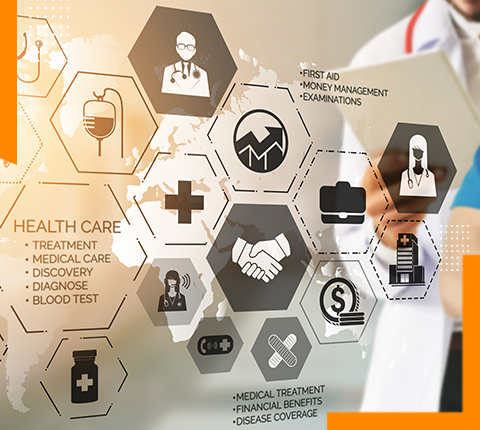 • FIRST AID
• MONEY MANAGEMENT
• EXAMINATIONS
HEALTH CARE
• TREATMENT
• MEDICAL CARE
• DISCOVERY
• DIAGNOSE
• BLOOD TEST
• MEDICAL TREATMENT
• FINANCIAL BENEFITS
• DISEASE COVERAGE